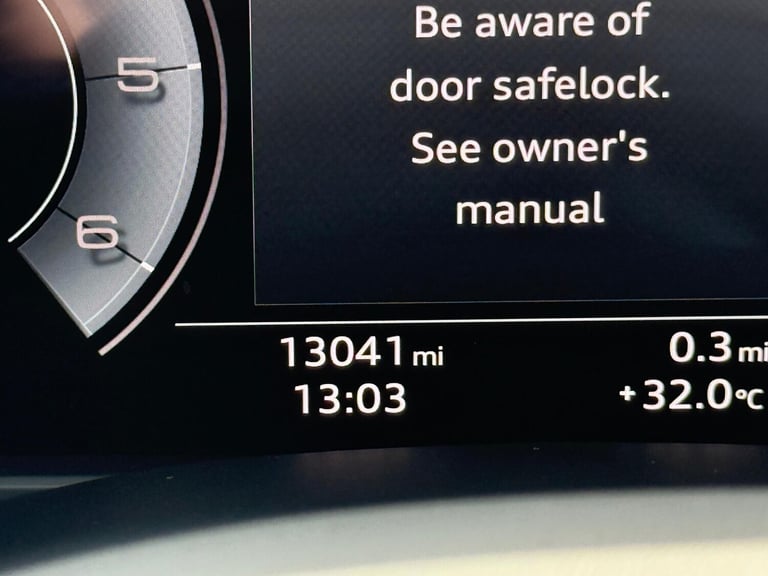 5
6
Be aware of
door safelock.
See owner's
manual
13041 mi
0.3 mi
13:03
+32.0°C